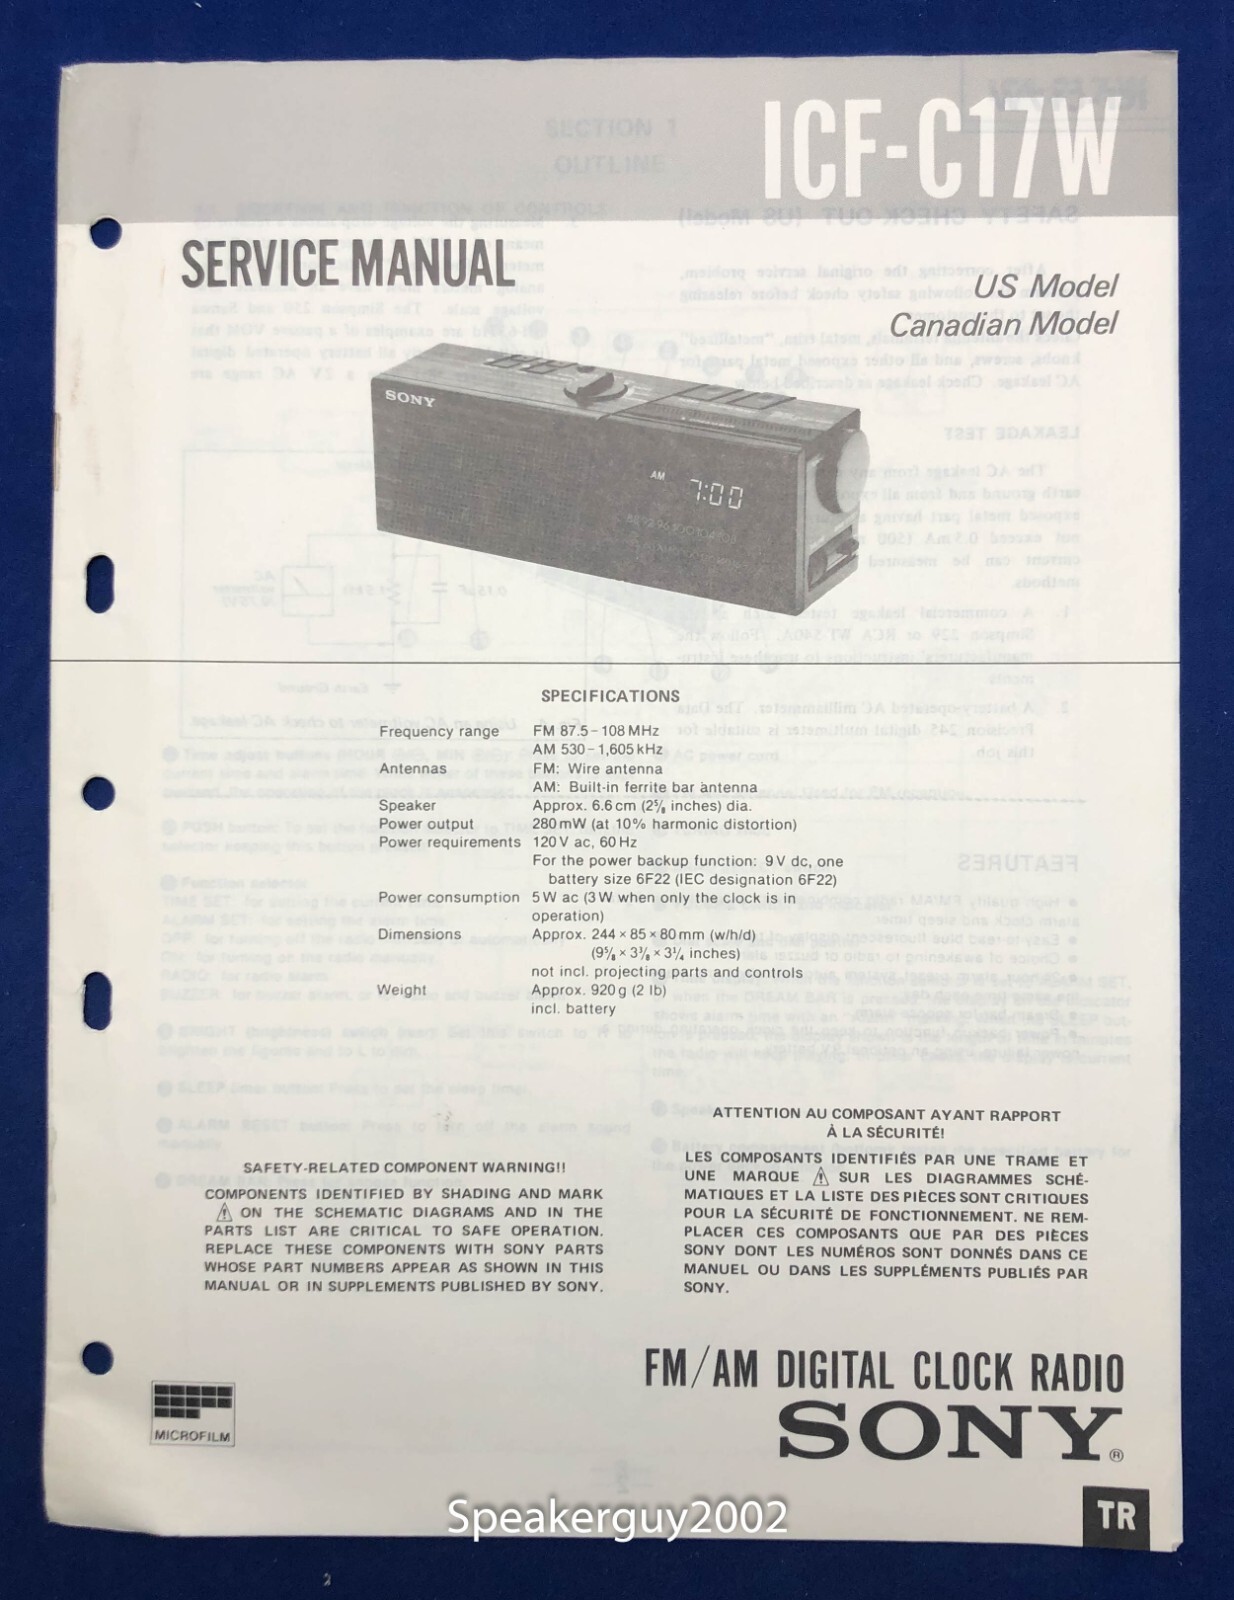 ICF-C17W
SERVICE MANUAL
US Model
Canadian Model
SONY
AM 7:00
SPECIFICATIONS
Frequency range FM 87.5–108 MHz
AM 530–1,605 kHz
Antennas FM: Wire antenna
AM: Built-in ferrite bar antenna
Speaker Approx. 6.6 cm (2⅝ inches) dia.
Power output 280 mW (at 10% harmonic distortion)
Power requirements 120 V ac, 60 Hz
For the power backup function: 9 V dc, one
battery size 6F22 (IEC designation 6F22)
Power consumption 5 W ac (3 W when only the clock is in
operation)
Dimensions Approx. 244 × 85 × 80 mm (w/h/d)
(9⅝ × 3⅜ × 3¼ inches)
not incl. projecting parts and controls
Weight Approx. 920 g (2 lb)
incl. battery
SAFETY-RELATED COMPONENT WARNING!!
COMPONENTS IDENTIFIED BY SHADING AND MARK
⚠ ON THE SCHEMATIC DIAGRAMS AND IN THE
PARTS LIST ARE CRITICAL TO SAFE OPERATION.
REPLACE THESE COMPONENTS WITH SONY PARTS
WHOSE PART NUMBERS APPEAR AS SHOWN IN THIS
MANUAL OR IN SUPPLEMENTS PUBLISHED BY SONY.
ATTENTION AU COMPOSANT AYANT RAPPORT
À LA SÉCURITÉ!
LES COMPOSANTS IDENTIFIÉS PAR UNE TRAME ET
UNE MARQUE ⚠ SUR LES DIAGRAMMES SCHÉ-
MATIQUES ET LA LISTE DES PIÈCES SONT CRITIQUES
POUR LA SÉCURITÉ DE FONCTIONNEMENT. NE REM-
PLACER CES COMPOSANTS QUE PAR DES PIÈCES
SONY DONT LES NUMÉROS SONT DONNÉS DANS CE
MANUEL OU DANS LES SUPPLÉMENTS PUBLIÉS PAR
SONY.
FM/AM DIGITAL CLOCK RADIO
SONY®
MICROFILM
TR
Speakerguy2002